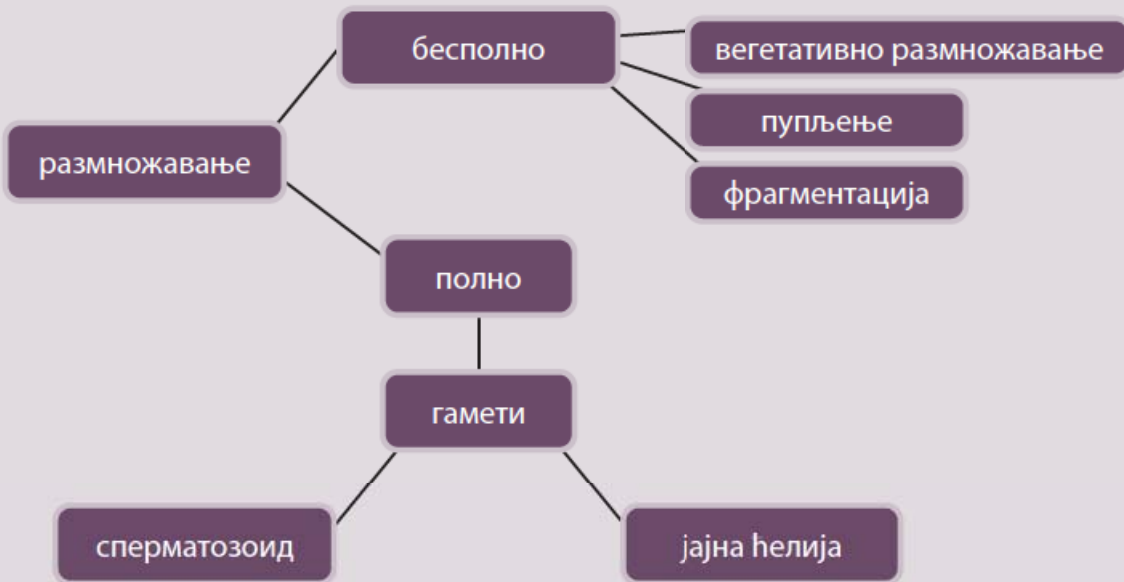 бесполно
вегетативно размножавање
пупљење
размножавање
фрагментација
полно
гамети
сперматозоид
јајна ћелија